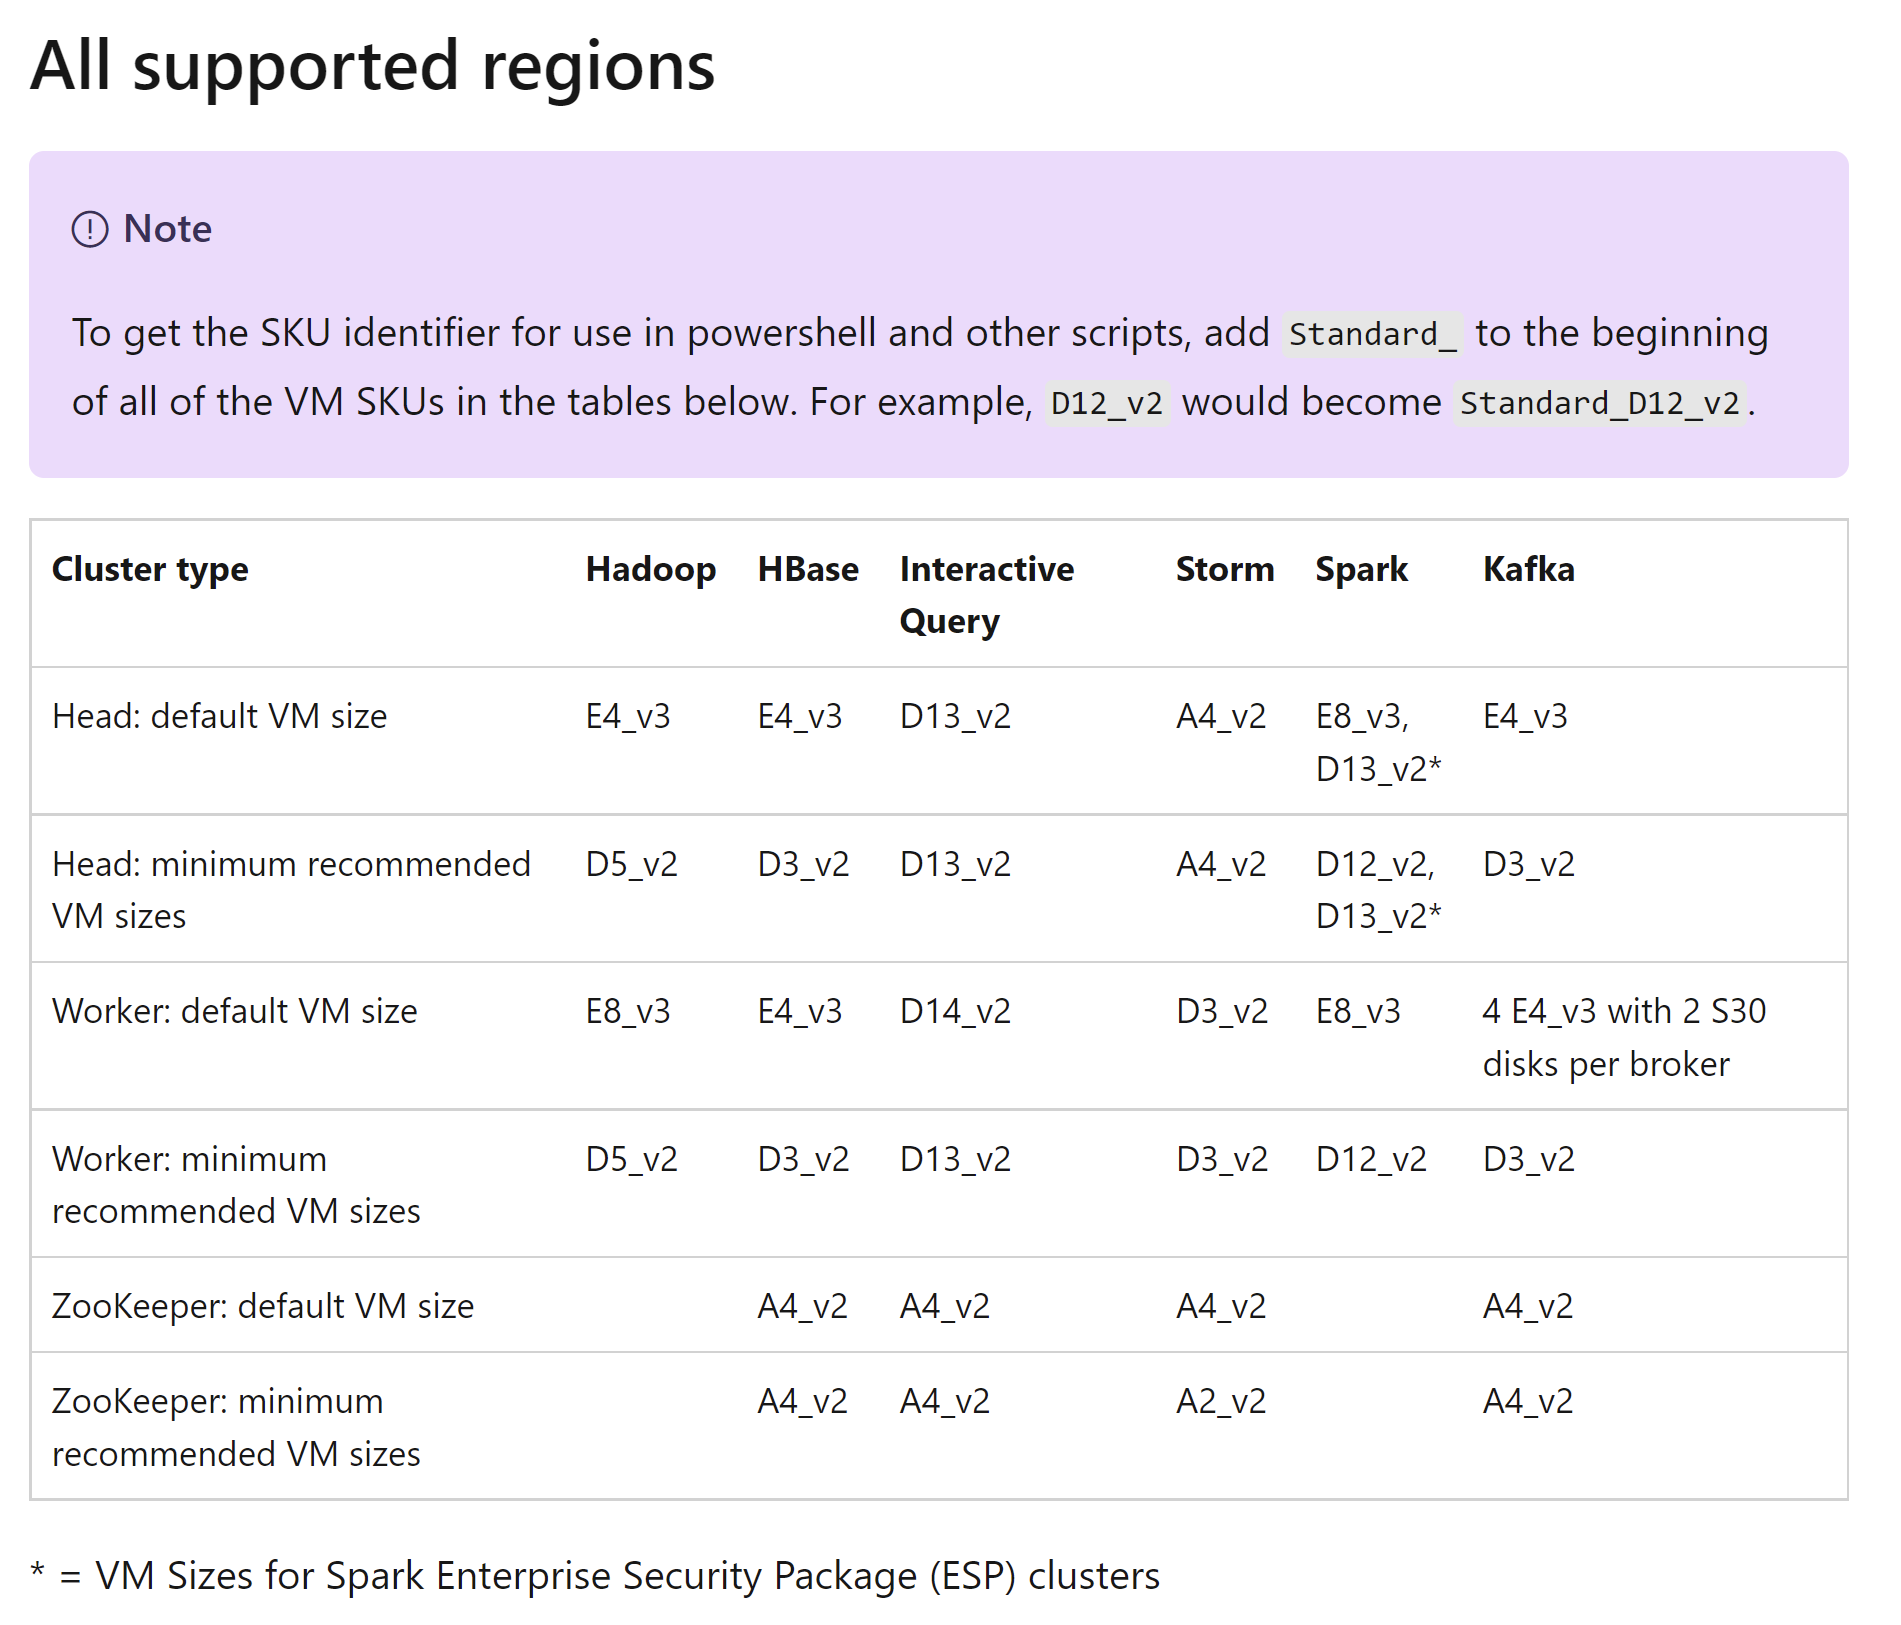 All supported regions
Note
To get the SKU identifier for use in powershell and other scripts, add Standard_ to the beginning
of all of the VM SKUs in the tables below. For example, D12_v2 would become Standard_D12_v2.
Cluster type Hadoop HBase Interactive Query Storm Spark Kafka
Head: default VM size E4_v3 E4_v3 D13_v2 A4_v2 E8_v3, D13_v2* E4_v3
Head: minimum recommended VM sizes D5_v2 D3_v2 D13_v2 A4_v2 D12_v2, D13_v2* D3_v2
Worker: default VM size E8_v3 E4_v3 D14_v2 D3_v2 E8_v3 4 E4_v3 with 2 S30 disks per broker
Worker: minimum recommended VM sizes D5_v2 D3_v2 D13_v2 D3_v2 D12_v2 D3_v2
ZooKeeper: default VM size A4_v2 A4_v2 A4_v2 A4_v2
ZooKeeper: minimum recommended VM sizes A4_v2 A4_v2 A2_v2 A4_v2
* = VM Sizes for Spark Enterprise Security Package (ESP) clusters